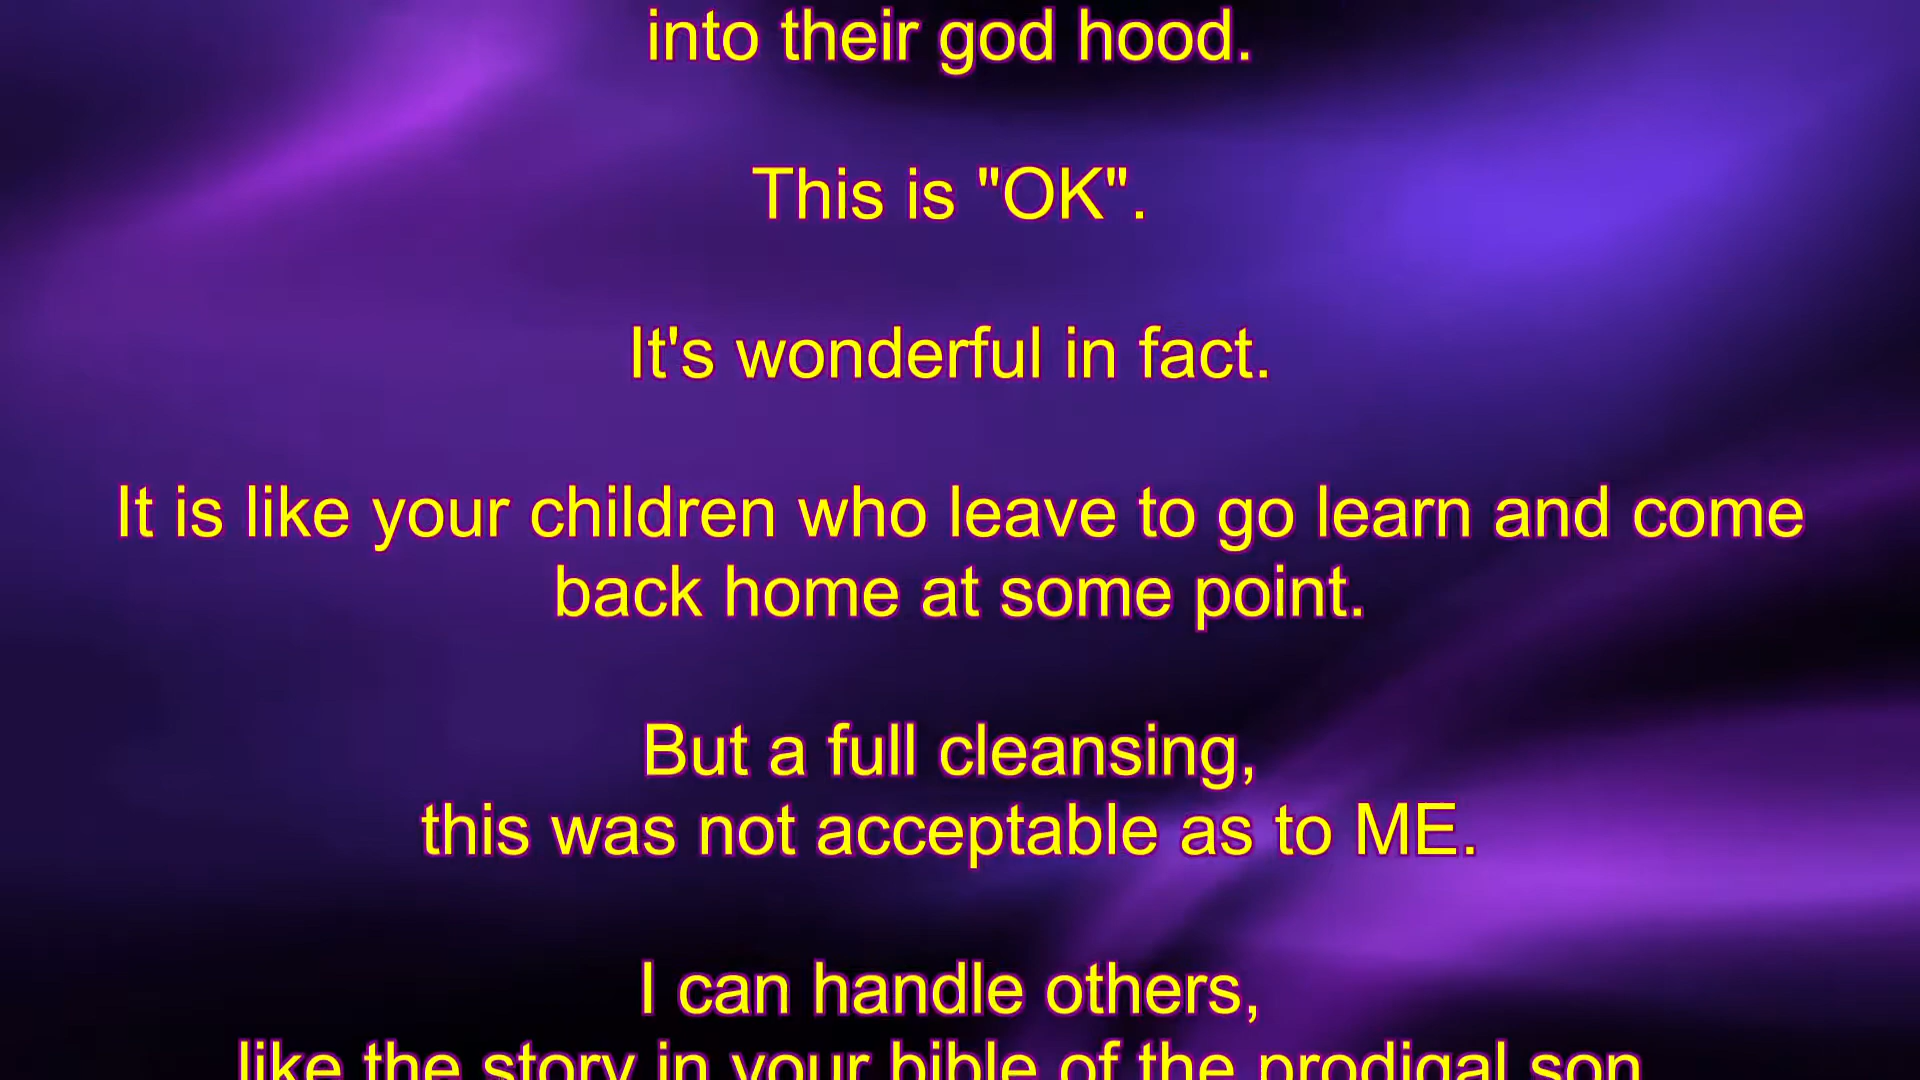 into their god hood.
This is "OK".
It's wonderful in fact.
It is like your children who leave to go learn and come
back home at some point.
But a full cleansing,
this was not acceptable as to ME.
I can handle others,
like the story in your bible of the prodigal son